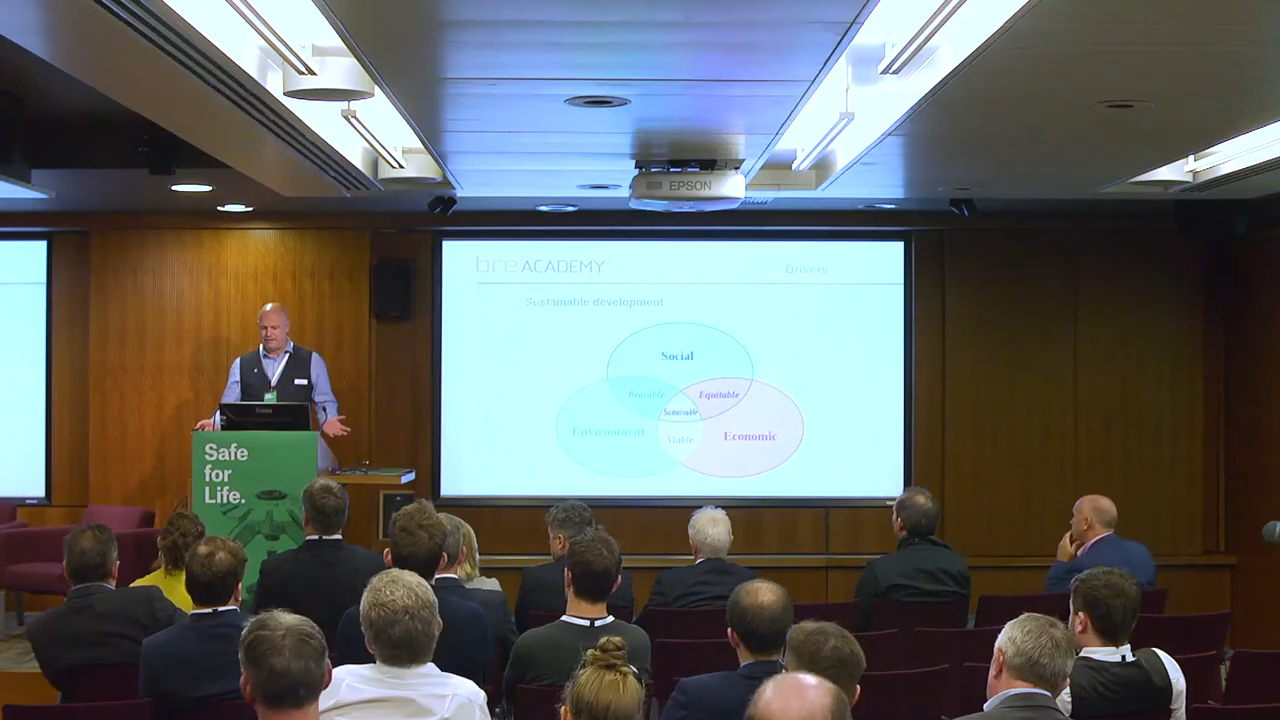 EPSON
bre ACADEMY
Drivers
Sustainable development
Social
Bearable
Equitable
Sustainable
Environment
Viable
Economic
Safe
for
Life.